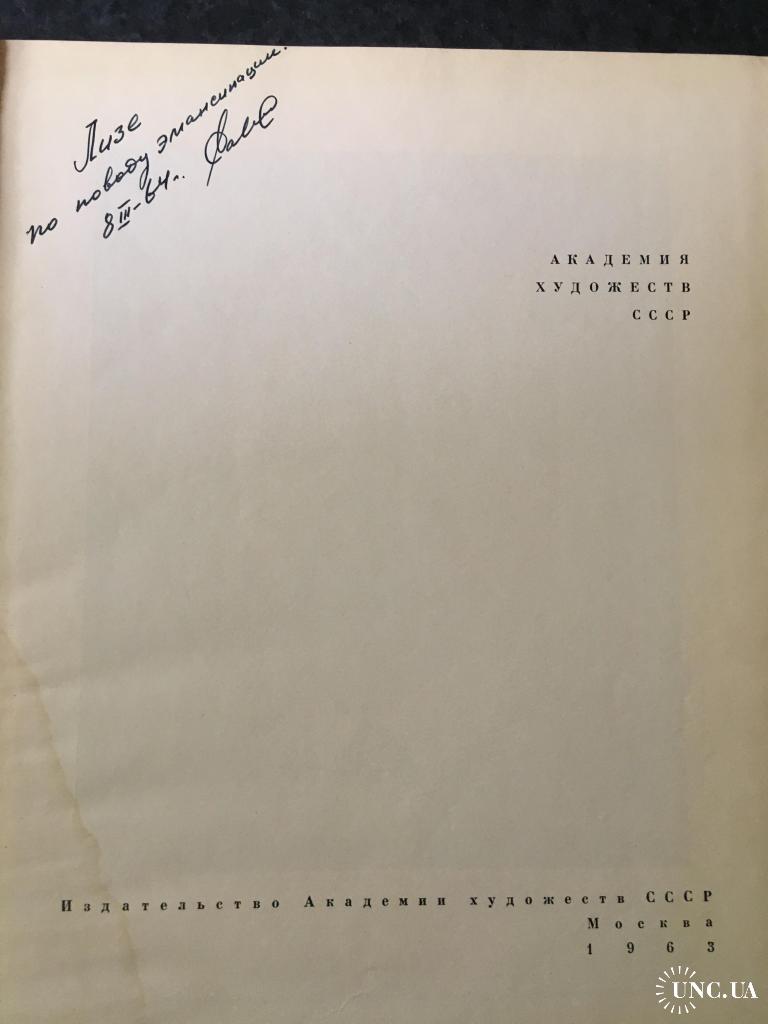 Лизе
по поводу эмансипации.
8 III-64 г.
АКАДЕМИЯ
ХУДОЖЕСТВ
СССР
Издательство Академии художеств СССР
Москва
1963
UNC.UA